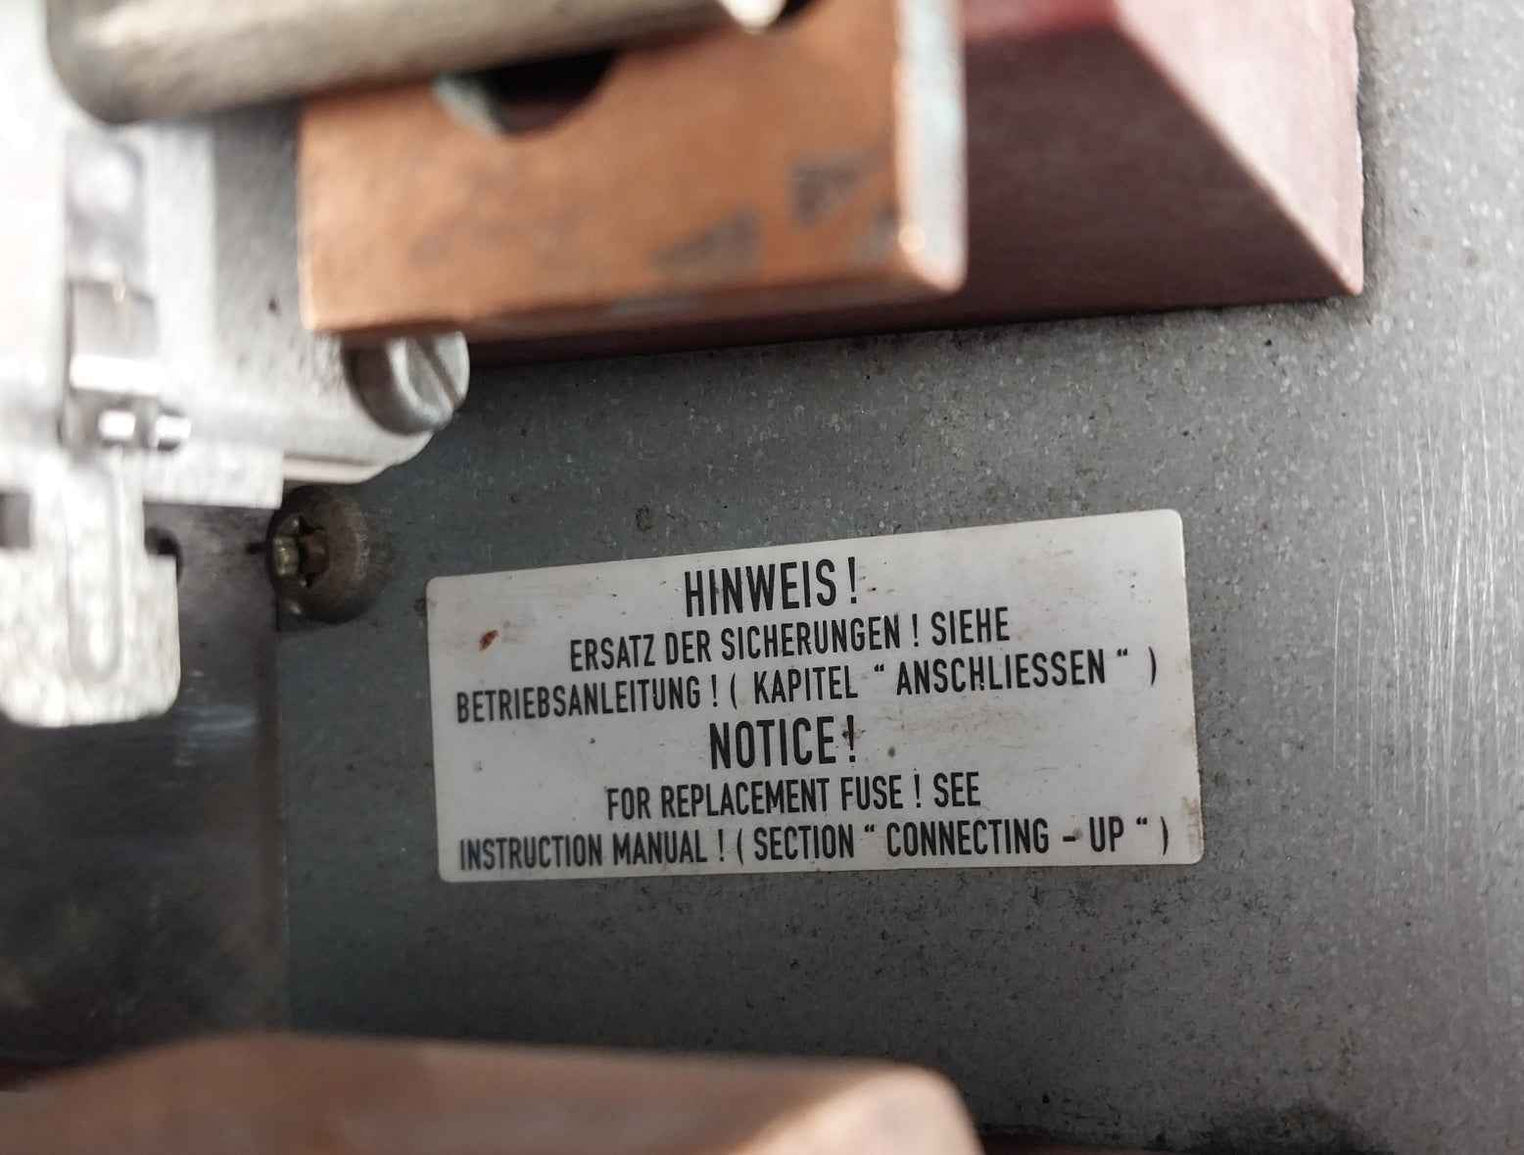 HINWEIS !
ERSATZ DER SICHERUNGEN ! SIEHE
BETRIEBSANLEITUNG ! ( KAPITEL “ ANSCHLIESSEN “ )
NOTICE !
FOR REPLACEMENT FUSE ! SEE
INSTRUCTION MANUAL ! ( SECTION “ CONNECTING - UP “ )